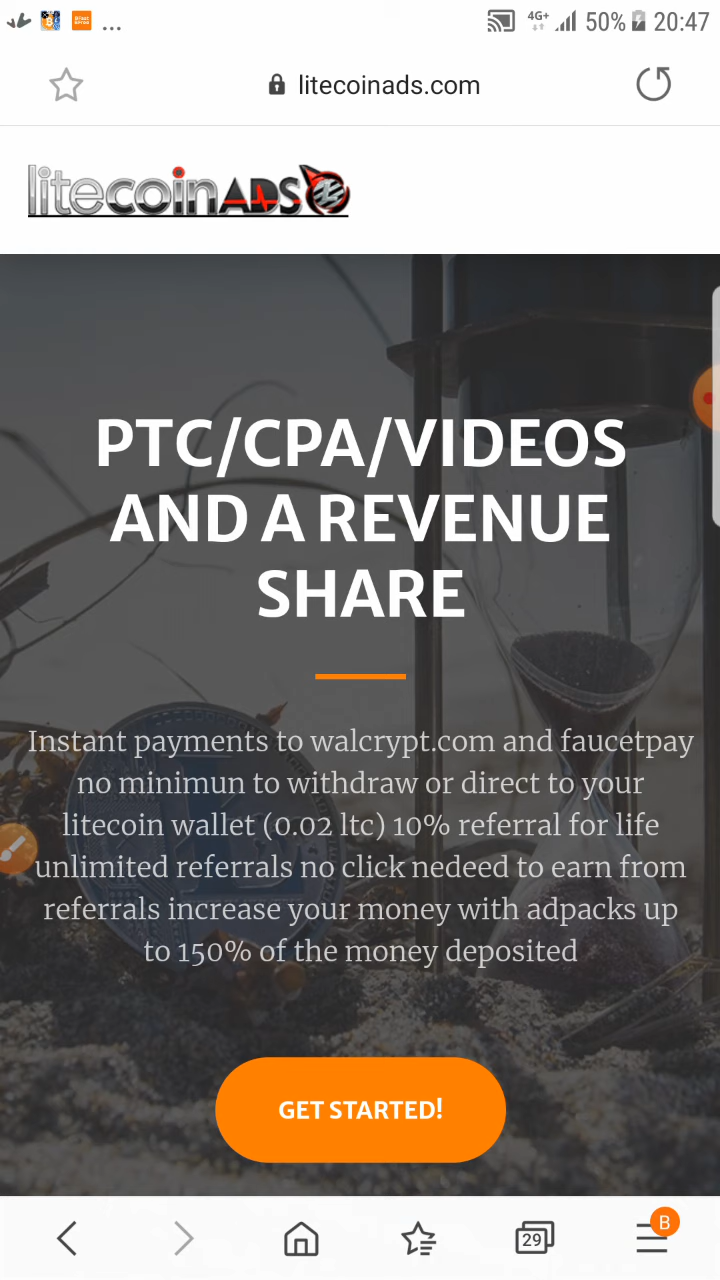 ... 4G+ 50% 20:47
litecoinads.com
litecoinADS
PTC/CPA/VIDEOS
AND A REVENUE
SHARE
Instant payments to walcrypt.com and faucetpay
no minimun to withdraw or direct to your
litecoin wallet (0.02 ltc) 10% referral for life
unlimited referrals no click nedeed to earn from
referrals increase your money with adpacks up
to 150% of the money deposited
GET STARTED!
29 B